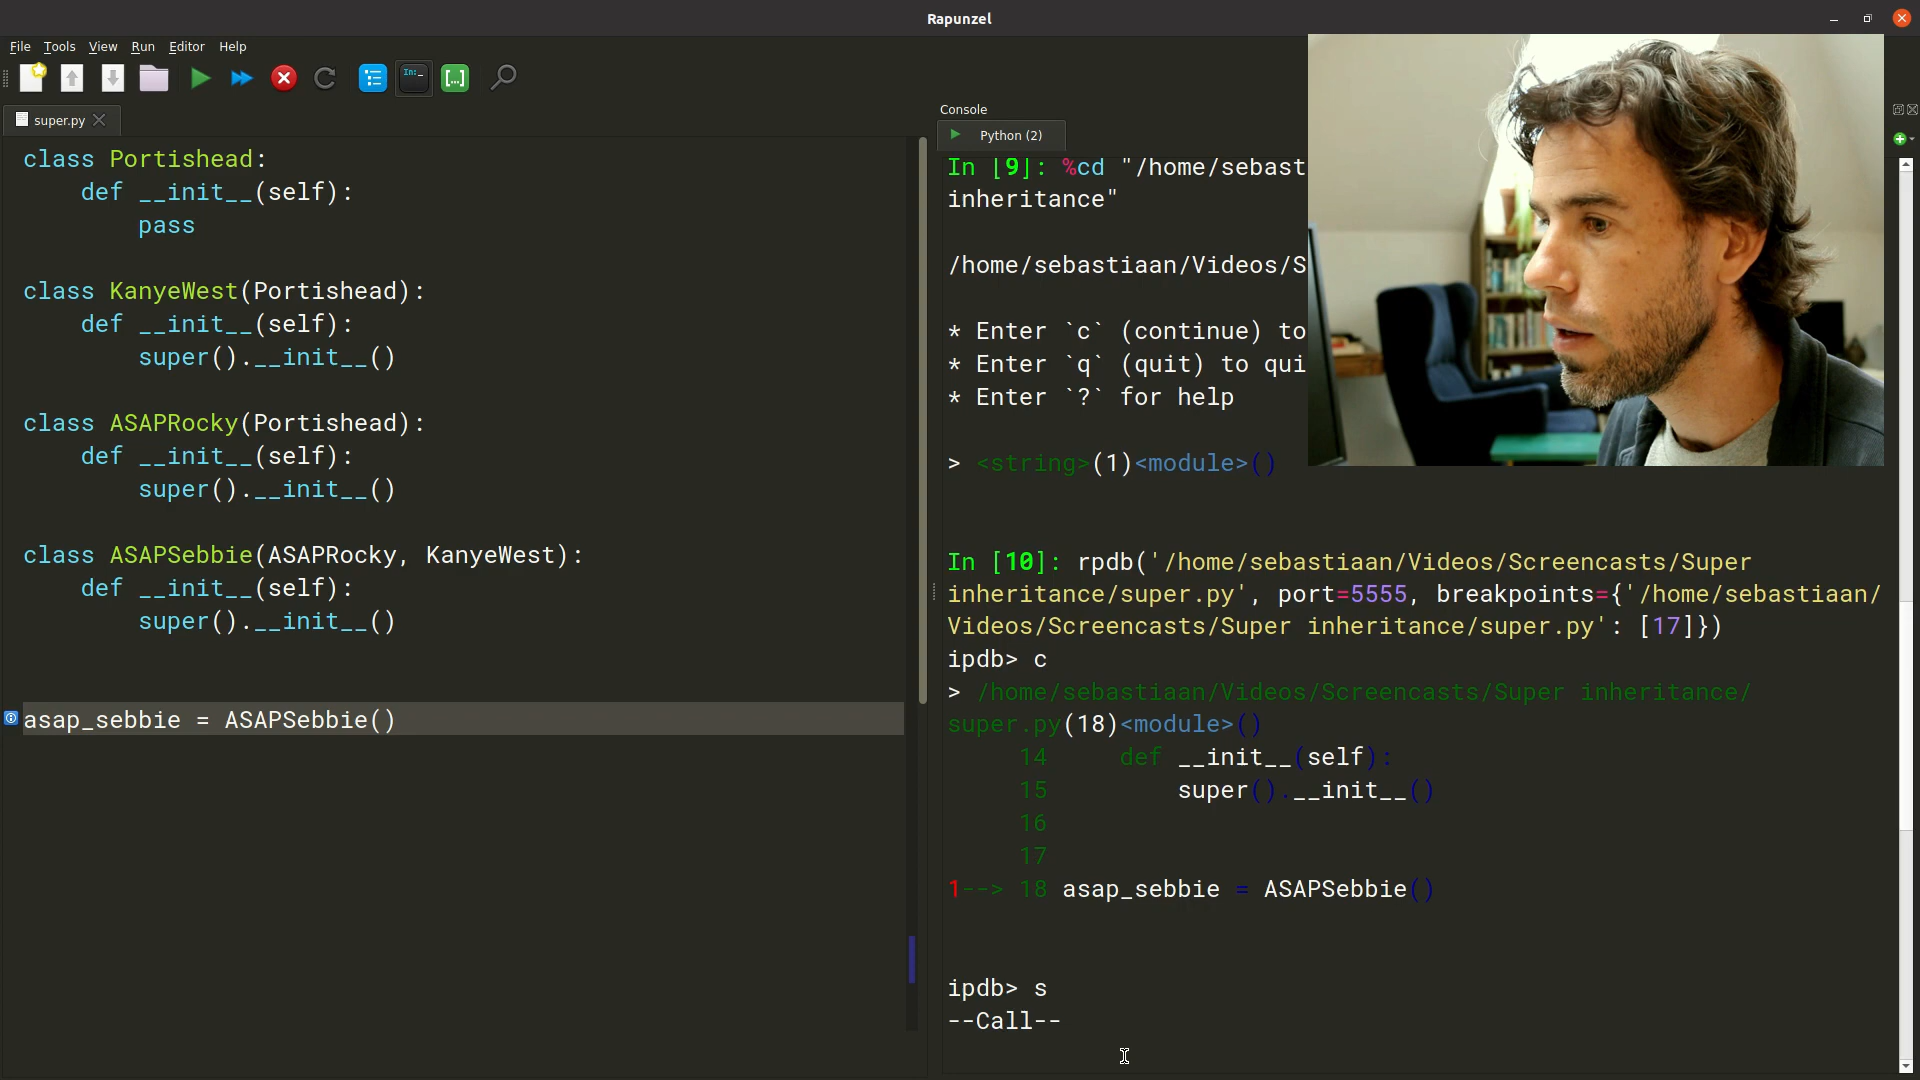 Rapunzel
File Tools View Run Editor Help
super.py
class Portishead:
    def __init__(self):
        pass
class KanyeWest(Portishead):
    def __init__(self):
        super().__init__()
class ASAPRocky(Portishead):
    def __init__(self):
        super().__init__()
class ASAPSebbie(ASAPRocky, KanyeWest):
    def __init__(self):
        super().__init__()
asap_sebbie = ASAPSebbie()
Console
Python (2)
In [9]: %cd "/home/sebast
inheritance"
/home/sebastiaan/Videos/S
* Enter `c` (continue) to
* Enter `q` (quit) to qui
* Enter `?` for help
> <string>(1)<module>()
In [10]: rpdb('/home/sebastiaan/Videos/Screencasts/Super
inheritance/super.py', port=5555, breakpoints={'/home/sebastiaan/
Videos/Screencasts/Super inheritance/super.py': [17]})
ipdb> c
> /home/sebastiaan/Videos/Screencasts/Super inheritance/
super.py(18)<module>()
     14     def __init__(self):
     15         super().__init__()
     16
     17
1--> 18 asap_sebbie = ASAPSebbie()
ipdb> s
--Call--